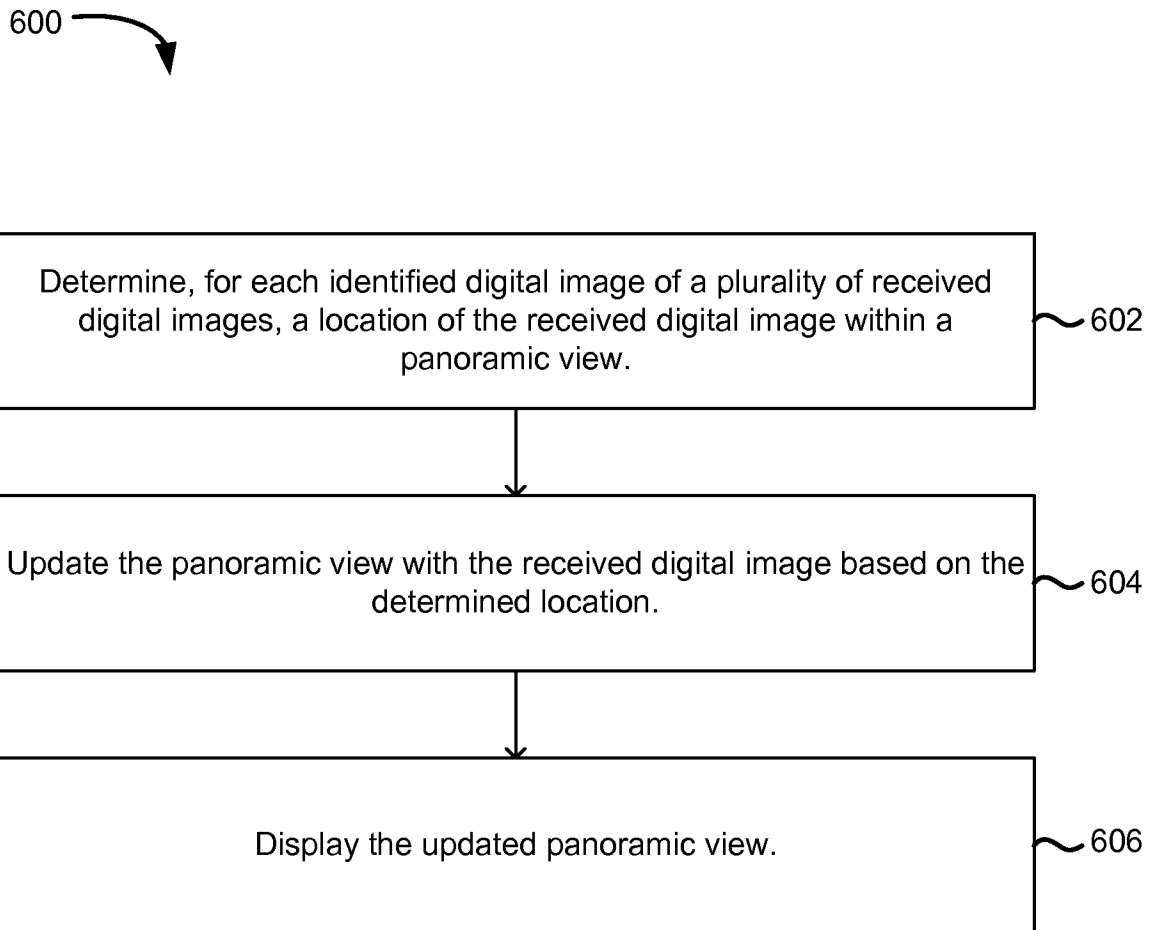 600
Determine, for each identified digital image of a plurality of received
digital images, a location of the received digital image within a
panoramic view.
602
Update the panoramic view with the received digital image based on the
determined location.
604
Display the updated panoramic view.
606